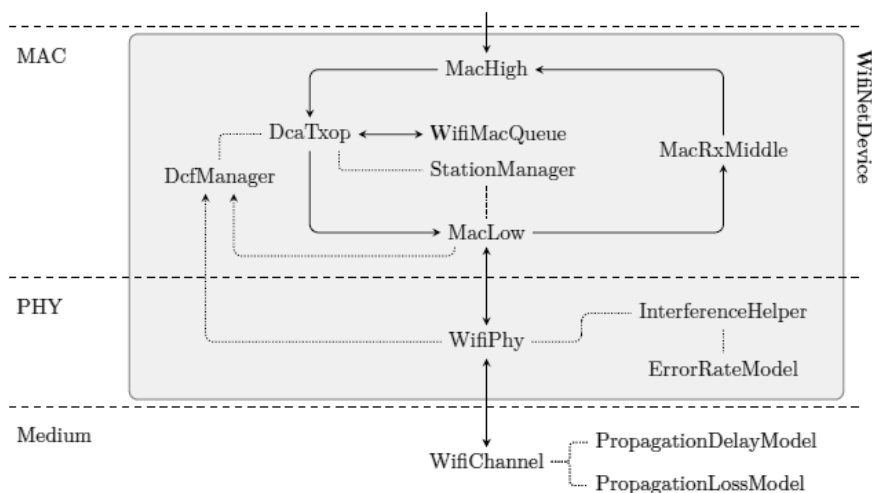 MAC
MacHigh
WifiNetDevice
DcaTxop
WifiMacQueue
MacRxMiddle
StationManager
DcfManager
MacLow
PHY
InterferenceHelper
WifiPhy
ErrorRateModel
Medium
PropagationDelayModel
WifiChannel
PropagationLossModel